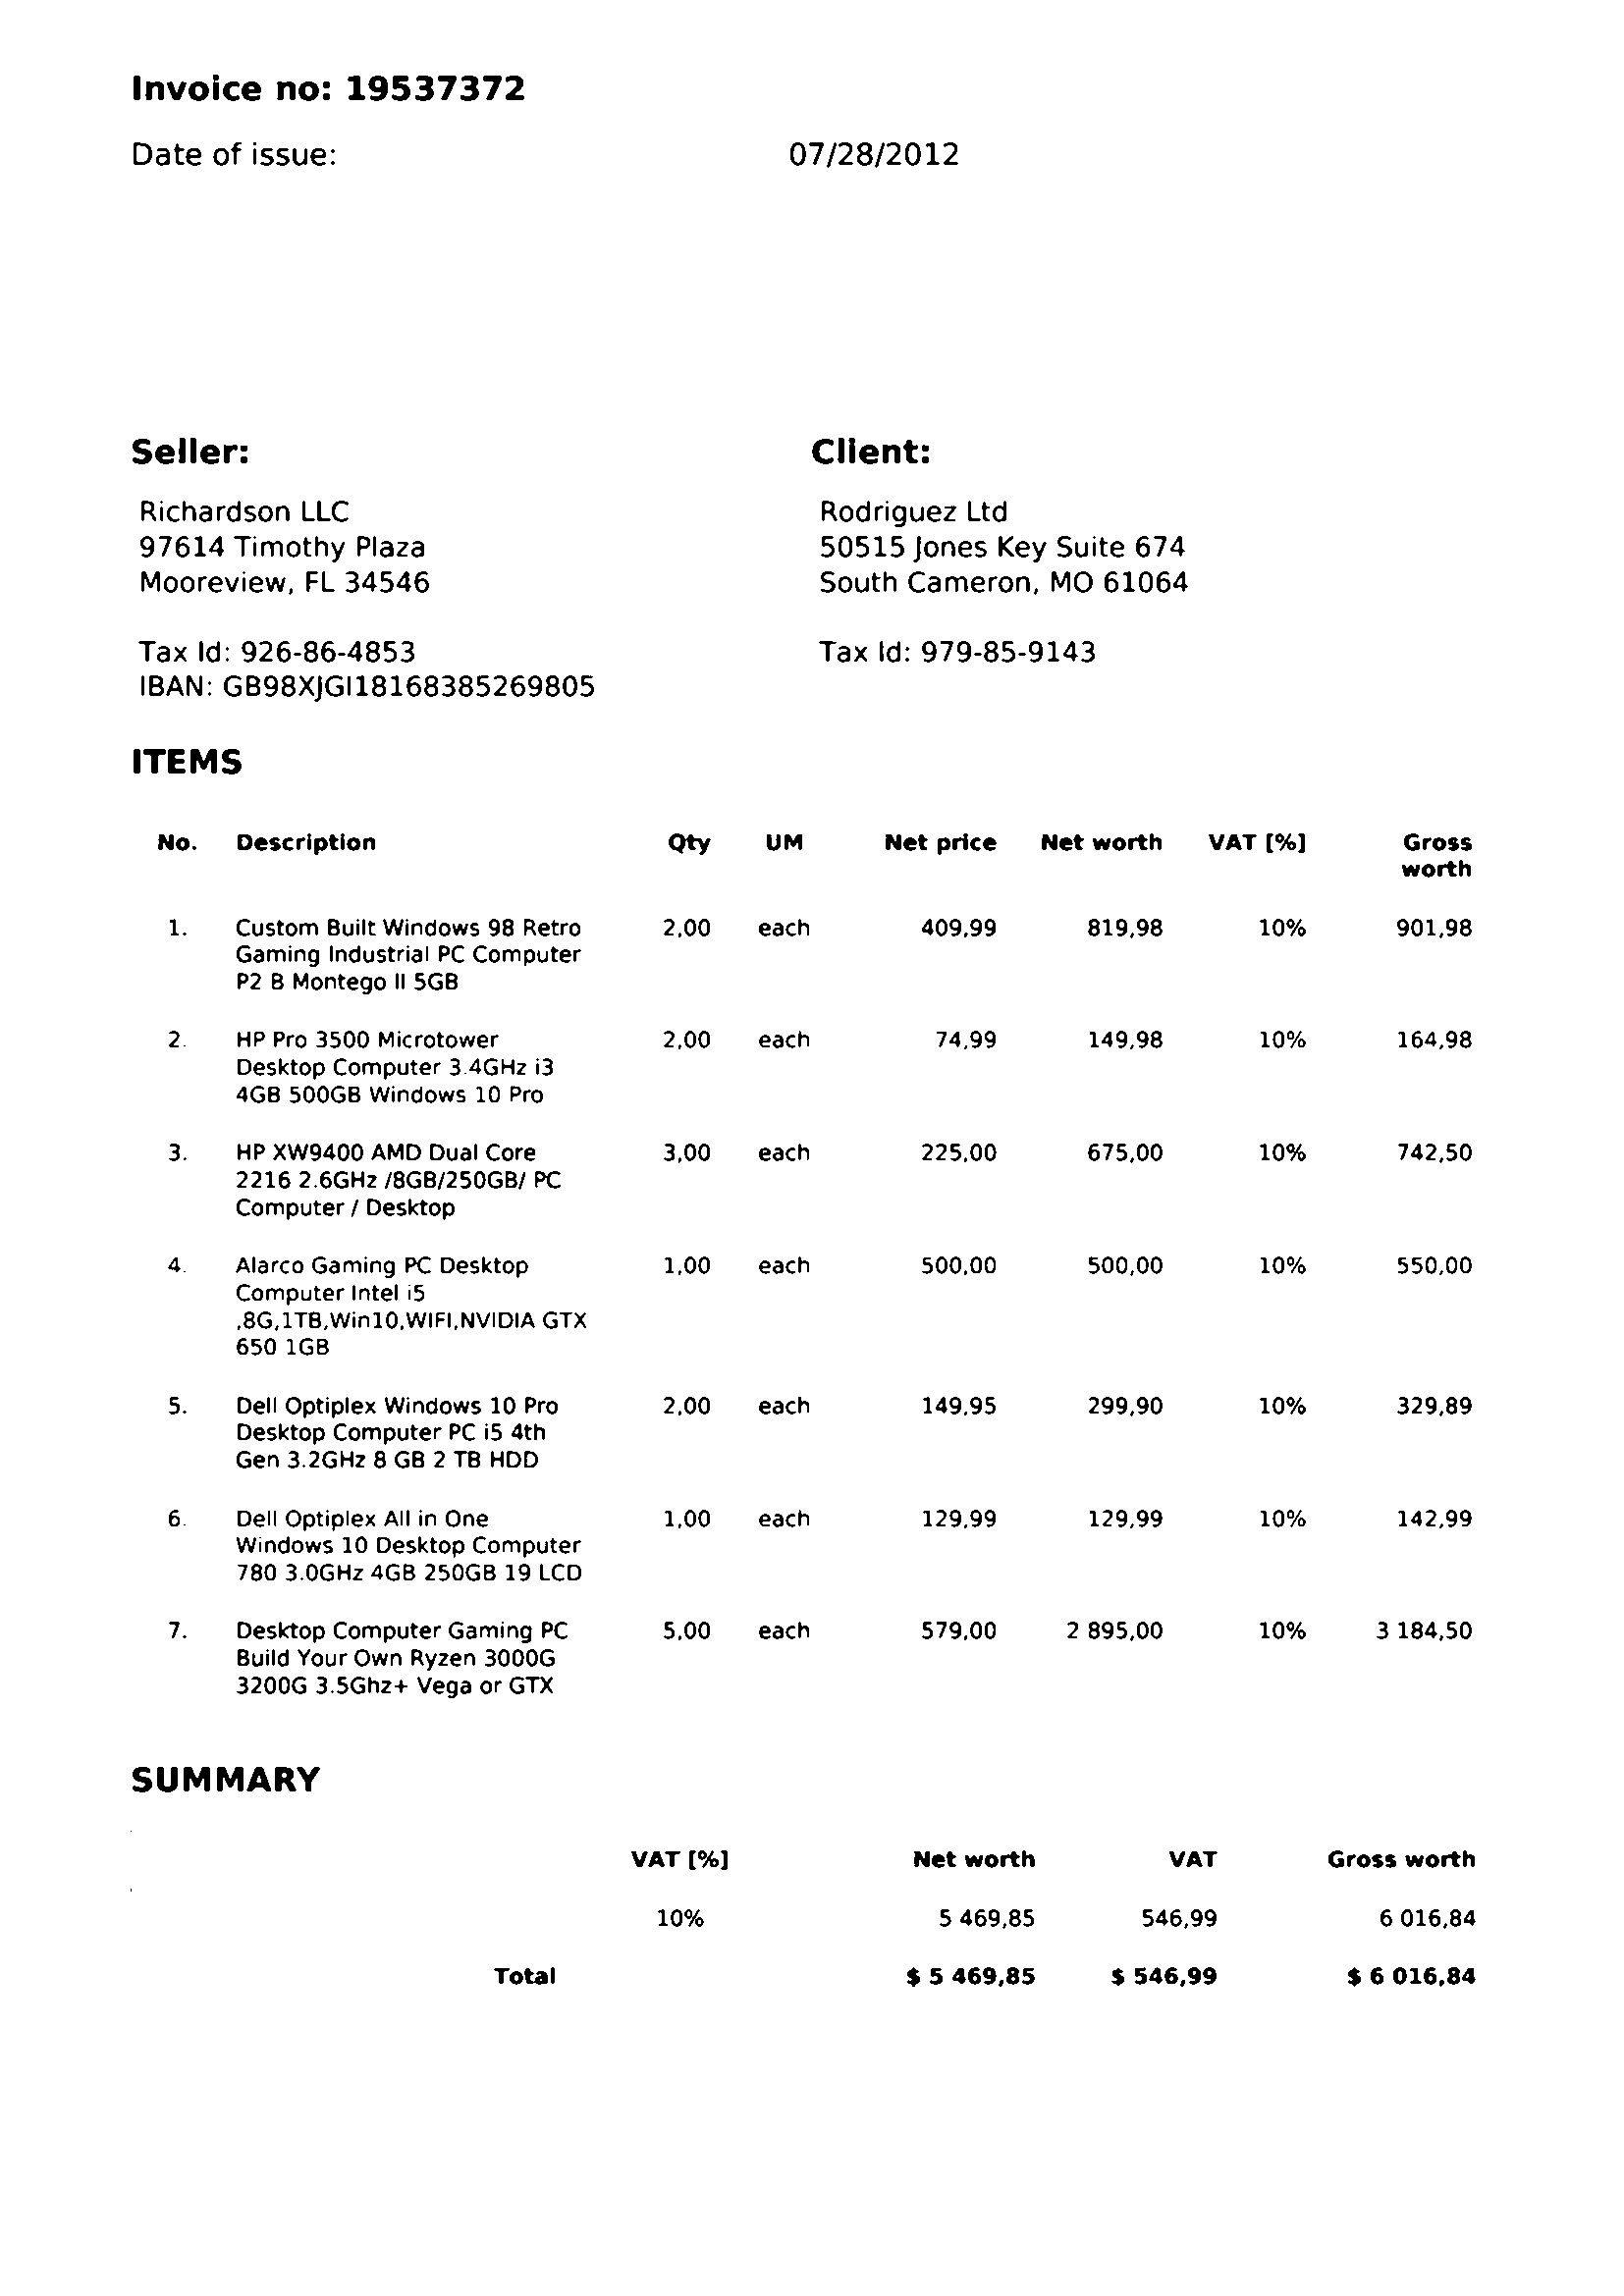 Invoice no: 19537372
Date of issue: 07/28/2012
Seller: Client:
Richardson LLC Rodriguez Ltd
97614 Timothy Plaza 50515 Jones Key Suite 674
Mooreview, FL 34546 South Cameron, MO 61064
Tax Id: 926-86-4853 Tax Id: 979-85-9143
IBAN: GB98XJGI18168385269805
ITEMS
No. Description Qty UM Net price Net worth VAT [%] Gross
worth
1. Custom Built Windows 98 Retro 2,00 each 409,99 819,98 10% 901,98
Gaming Industrial PC Computer
P2 B Montego II 5GB
2. HP Pro 3500 Microtower 2,00 each 74,99 149,98 10% 164,98
Desktop Computer 3.4GHz i3
4GB 500GB Windows 10 Pro
3. HP XW9400 AMD Dual Core 3,00 each 225,00 675,00 10% 742,50
2216 2.6GHz /8GB/250GB/ PC
Computer / Desktop
4. Alarco Gaming PC Desktop 1,00 each 500,00 500,00 10% 550,00
Computer Intel i5
,8G,1TB,Win10,WIFI,NVIDIA GTX
650 1GB
5. Dell Optiplex Windows 10 Pro 2,00 each 149,95 299,90 10% 329,89
Desktop Computer PC i5 4th
Gen 3.2GHz 8 GB 2 TB HDD
6. Dell Optiplex All in One 1,00 each 129,99 129,99 10% 142,99
Windows 10 Desktop Computer
780 3.0GHz 4GB 250GB 19 LCD
7. Desktop Computer Gaming PC 5,00 each 579,00 2 895,00 10% 3 184,50
Build Your Own Ryzen 3000G
3200G 3.5Ghz+ Vega or GTX
SUMMARY
VAT [%] Net worth VAT Gross worth
10% 5 469,85 546,99 6 016,84
Total $ 5 469,85 $ 546,99 $ 6 016,84